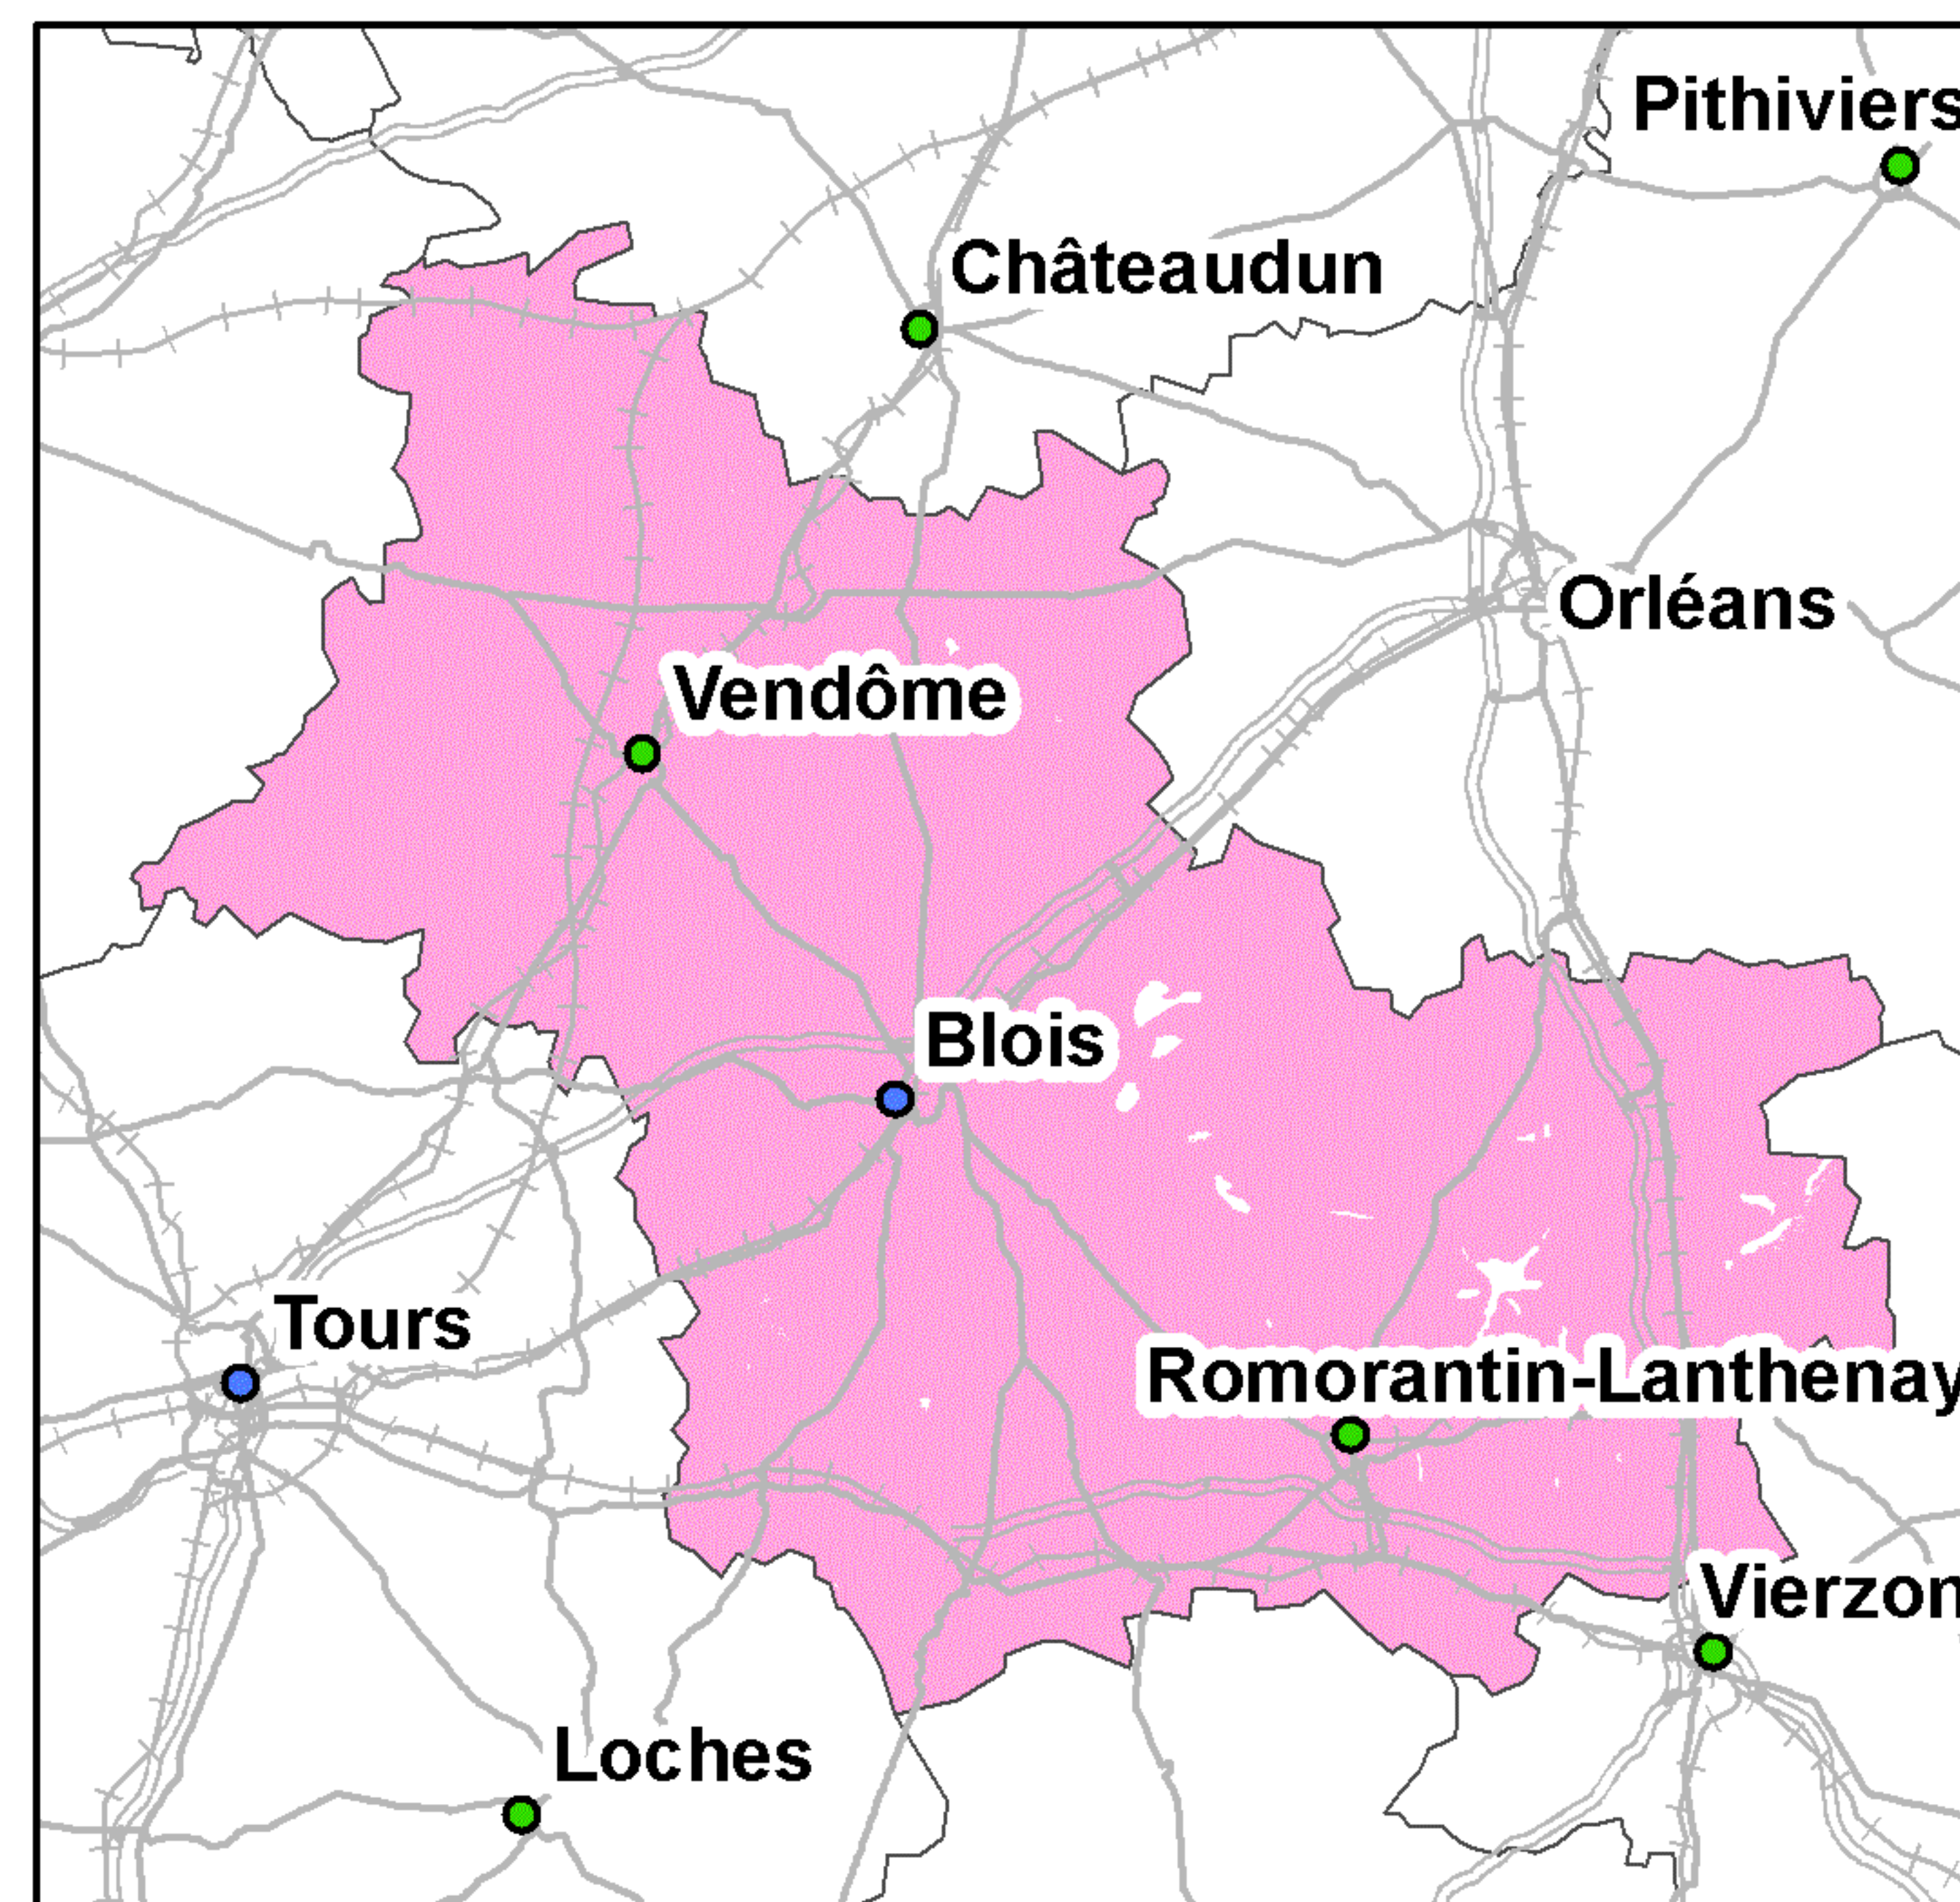 Pithiviers
Châteaudun
Orléans
Vendôme
Blois
Tours
Romorantin-Lanthenay
Vierzon
Loches